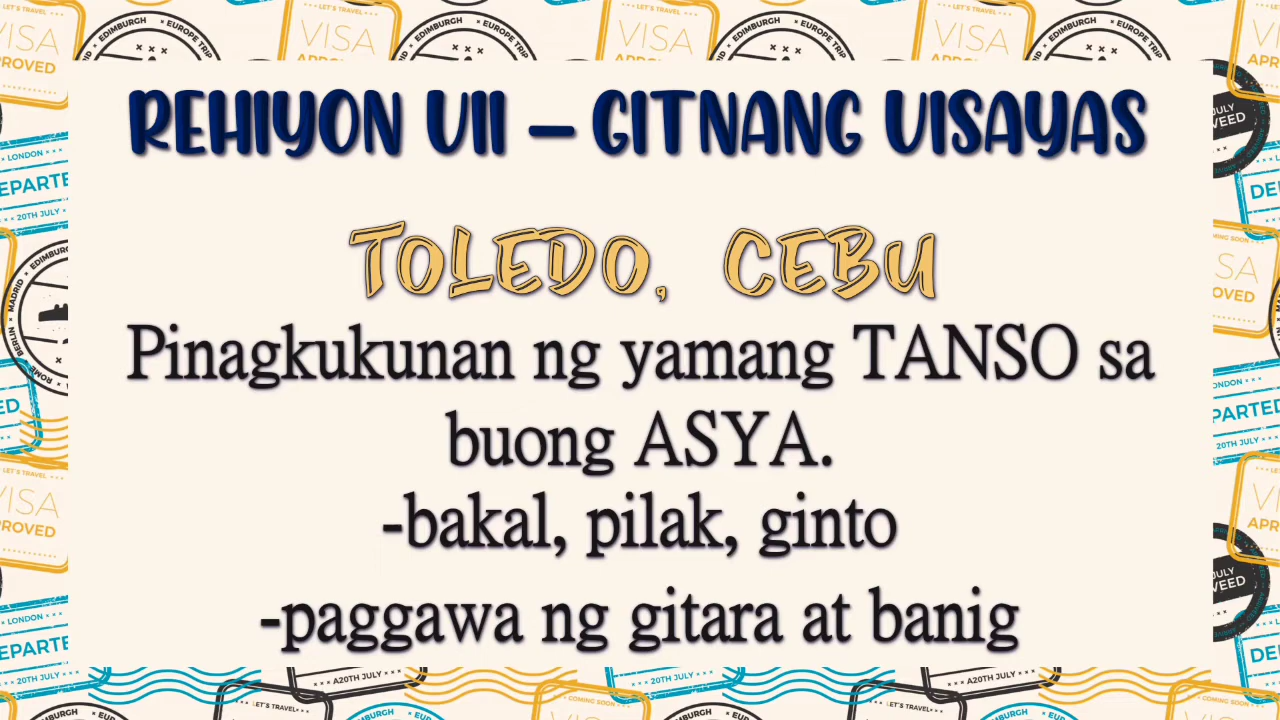 REHIYON VII – GITNANG VISAYAS
TOLEDO, CEBU
Pinagkukunan ng yamang TANSO sa
buong ASYA.
-bakal, pilak, ginto
-paggawa ng gitara at banig